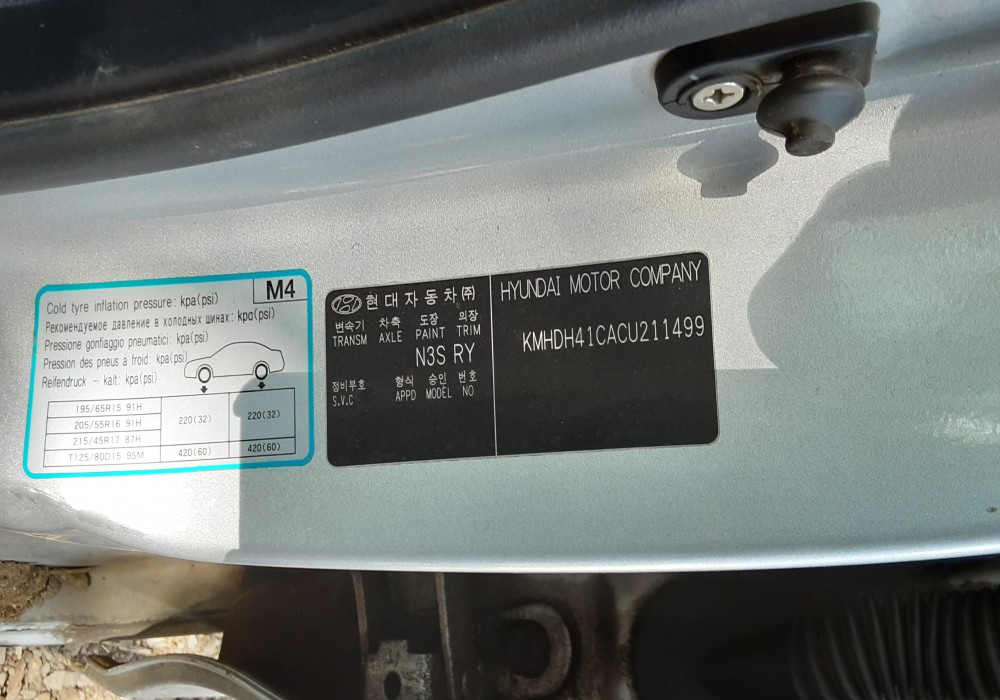 M4
Cold tyre inflation pressure: kpa(psi)
Рекомендуемое давление в холодных шинах: kpa(psi)
Pressione gonfiaggio pneumatici: kpa(psi)
Pression des pneus à froid: kpa(psi)
Reifendruck - kalt: kpa(psi)
195/65R15 91H
205/55R16 91H
215/45R17 87H
220(32) 220(32)
T125/80D15 95M 420(60) 420(60)
현대자동차㈜
변속기 차축 도장 의장
TRANSM AXLE PAINT TRIM
N3S RY
정비부호 형식 승인 번호
S.V.C APPD MODEL NO
HYUNDAI MOTOR COMPANY
KMHDH41CACU211499